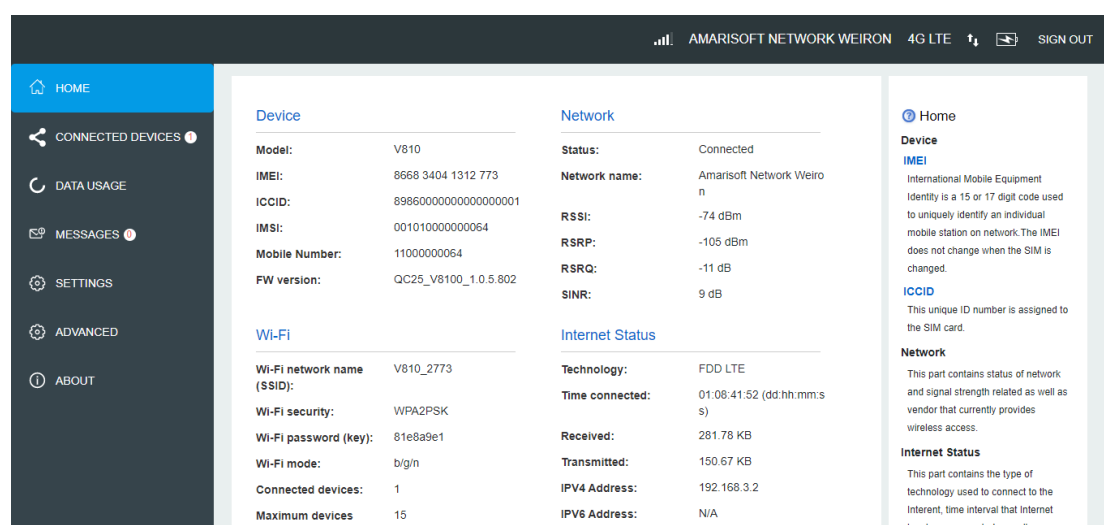 AMARISOFT NETWORK WEIRON 4G LTE SIGN OUT
HOME
CONNECTED DEVICES 1
DATA USAGE
MESSAGES 0
SETTINGS
ADVANCED
ABOUT
Device
Model: V810
IMEI: 8668 3404 1312 773
ICCID: 89860000000000000001
IMSI: 001010000000064
Mobile Number: 11000000064
FW version: QC25_V8100_1.0.5.802
Network
Status: Connected
Network name: Amarisoft Network Weiro
n
RSSI: -74 dBm
RSRP: -105 dBm
RSRQ: -11 dB
SINR: 9 dB
Wi-Fi
Wi-Fi network name V810_2773
(SSID):
Wi-Fi security: WPA2PSK
Wi-Fi password (key): 81e8a9e1
Wi-Fi mode: b/g/n
Connected devices: 1
Maximum devices 15
Internet Status
Technology: FDD LTE
Time connected: 01:08:41:52 (dd:hh:mm:s
s)
Received: 281.78 KB
Transmitted: 150.67 KB
IPV4 Address: 192.168.3.2
IPV6 Address: N/A
Home
Device
IMEI
International Mobile Equipment
Identity is a 15 or 17 digit code used
to uniquely identify an individual
mobile station on network.The IMEI
does not change when the SIM is
changed.
ICCID
This unique ID number is assigned to
the SIM card.
Network
This part contains status of network
and signal strength related as well as
vendor that currently provides
wireless access.
Internet Status
This part contains the type of
technology used to connect to the
Interent, time interval that Internet